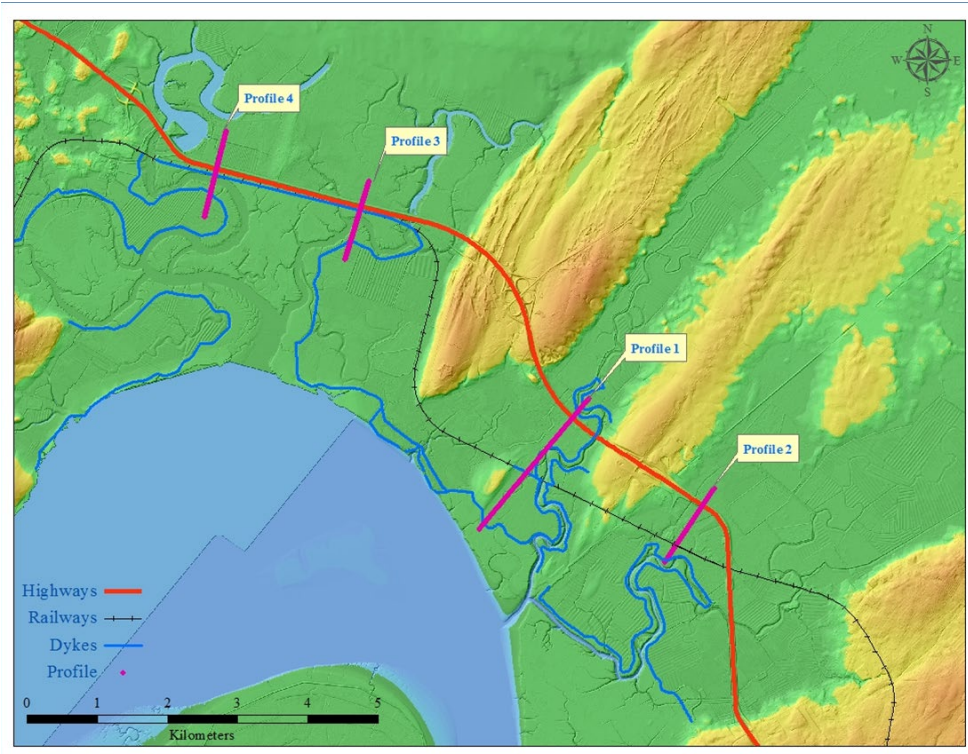 N
W E
S
Profile 4
Profile 3
Profile 1
Profile 2
Highways
Railways
Dykes
Profile
0 1 2 3 4 5
Kilometers